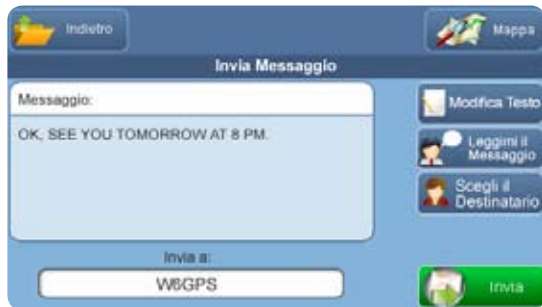 Indietro
Mappa
Invia Messaggio
Messaggio:
OK, SEE YOU TOMORROW AT 8 PM.
Modifica Testo
Leggimi il
Messaggio
Scegli il
Destinatario
Invia a:
W6GPS
Invia